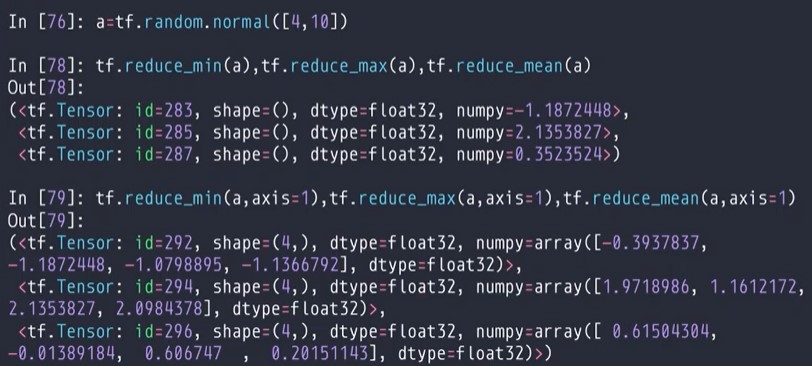 In [76]: a=tf.random.normal([4,10])
In [78]: tf.reduce_min(a),tf.reduce_max(a),tf.reduce_mean(a)
Out[78]:
(<tf.Tensor: id=283, shape=(), dtype=float32, numpy=-1.1872448>,
<tf.Tensor: id=285, shape=(), dtype=float32, numpy=2.1353827>,
<tf.Tensor: id=287, shape=(), dtype=float32, numpy=0.3523524>)
In [79]: tf.reduce_min(a,axis=1),tf.reduce_max(a,axis=1),tf.reduce_mean(a,axis=1)
Out[79]:
(<tf.Tensor: id=292, shape=(4,), dtype=float32, numpy=array([-0.3937837,
-1.1872448, -1.0798895, -1.1366792], dtype=float32)>,
<tf.Tensor: id=294, shape=(4,), dtype=float32, numpy=array([1.9718986, 1.1612172,
2.1353827, 2.0984378], dtype=float32)>,
<tf.Tensor: id=296, shape=(4,), dtype=float32, numpy=array([ 0.61504304,
-0.01389184,  0.606747  ,  0.20151143], dtype=float32)>)